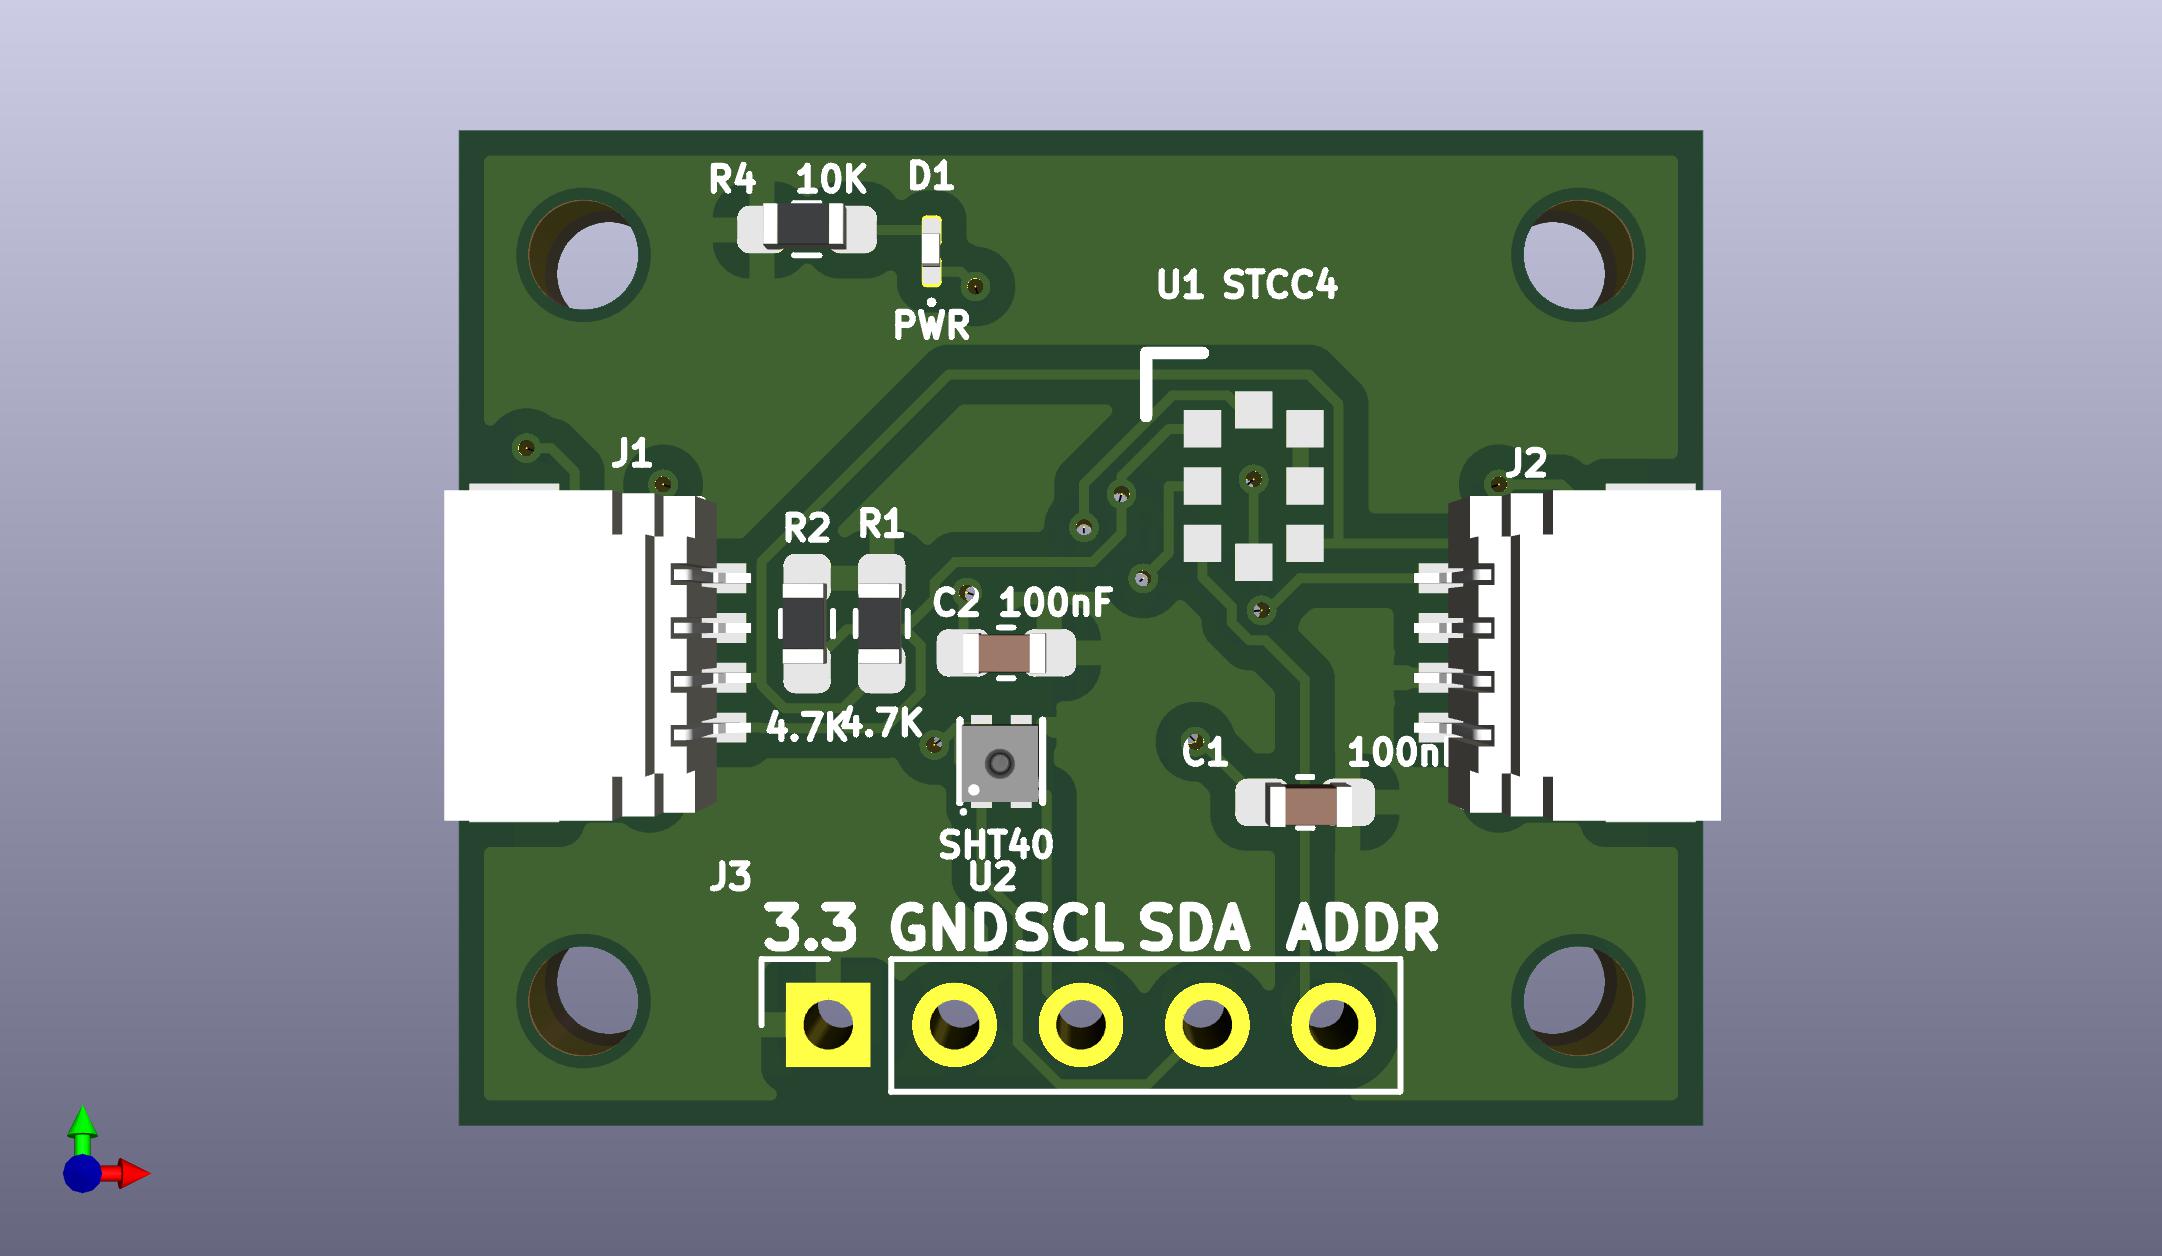 R4 10K D1
PWR
U1 STCC4
J1
J2
R2 R1
C2 100nF
4.7K 4.7K
C1 100n
SHT40
U2
J3
3.3 GND SCL SDA ADDR